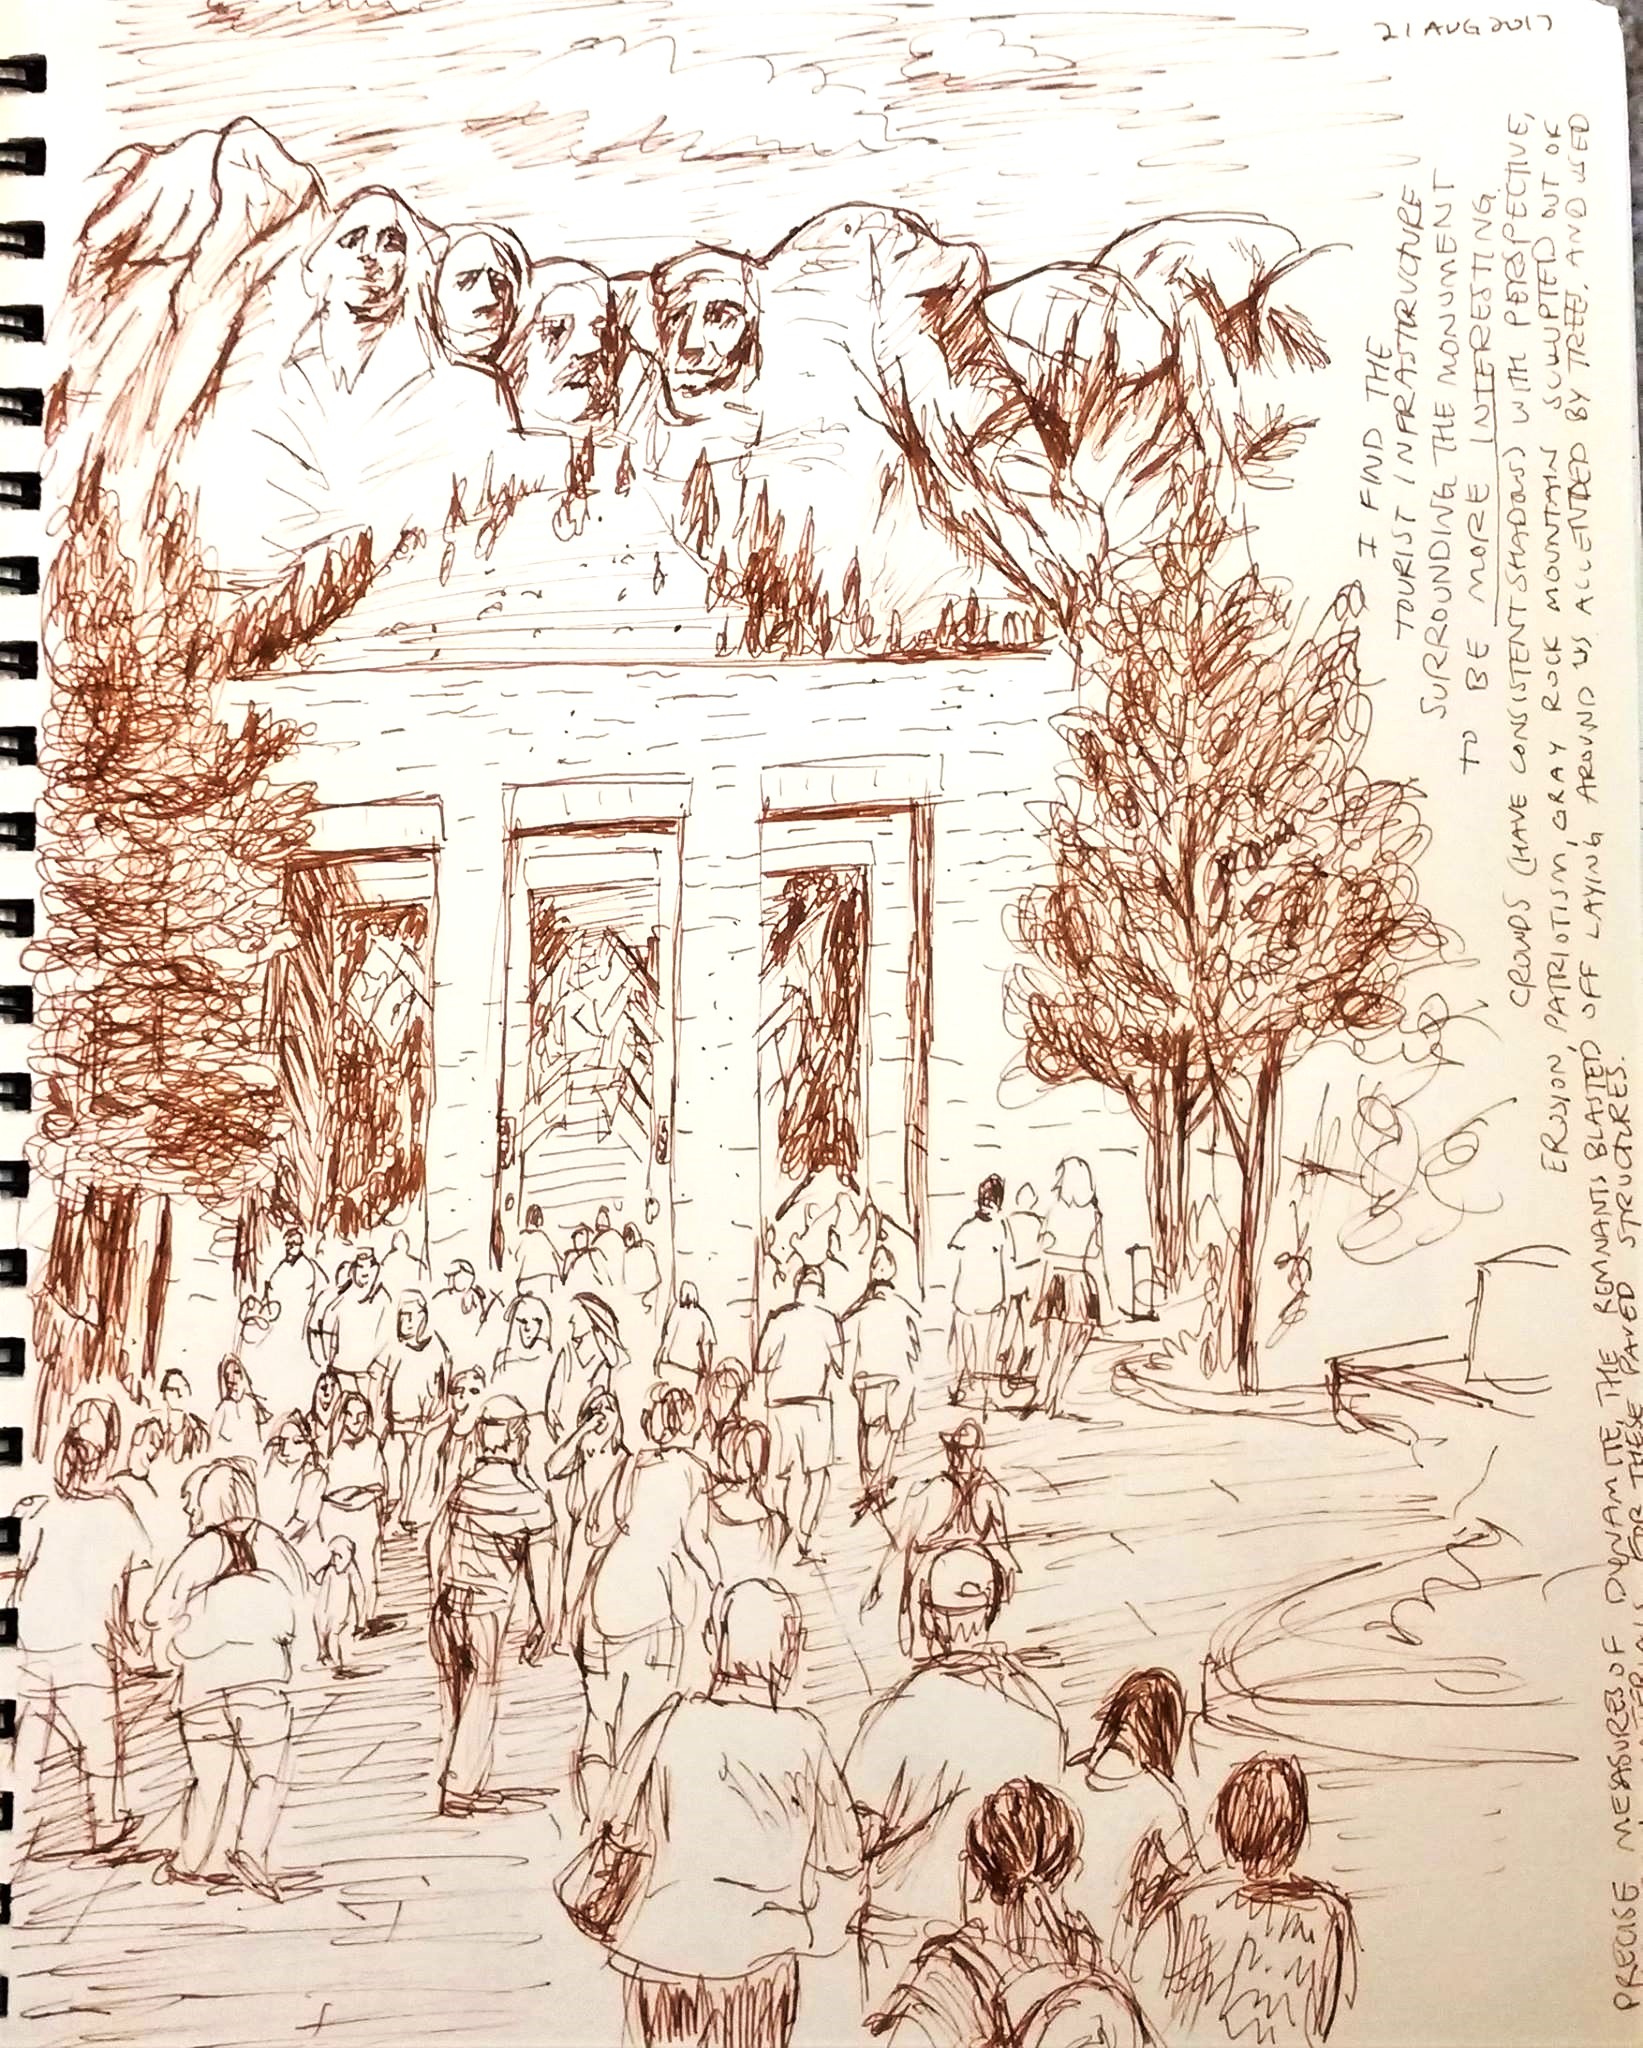 21 AUG 2017
I FIND THE
TOURIST INFRASTRUCTURE
SURROUNDING THE MONUMENT
TO BE MORE INTERESTING
CROWDS (HAVE CONSISTENT SHADOWS) WITH PERSPECTIVE,
EROSION, PATRIOTISM, GRAY ROCK MOUNTAIN SCULPTED OUT OF
PRECISE MEASURES OF DYNAMITE, THE REMNANTS BLASTED OFF LAYING AROUND US ACCENTED BY TREE. AND USED
FOR THESE PAVED STRUCTURES.